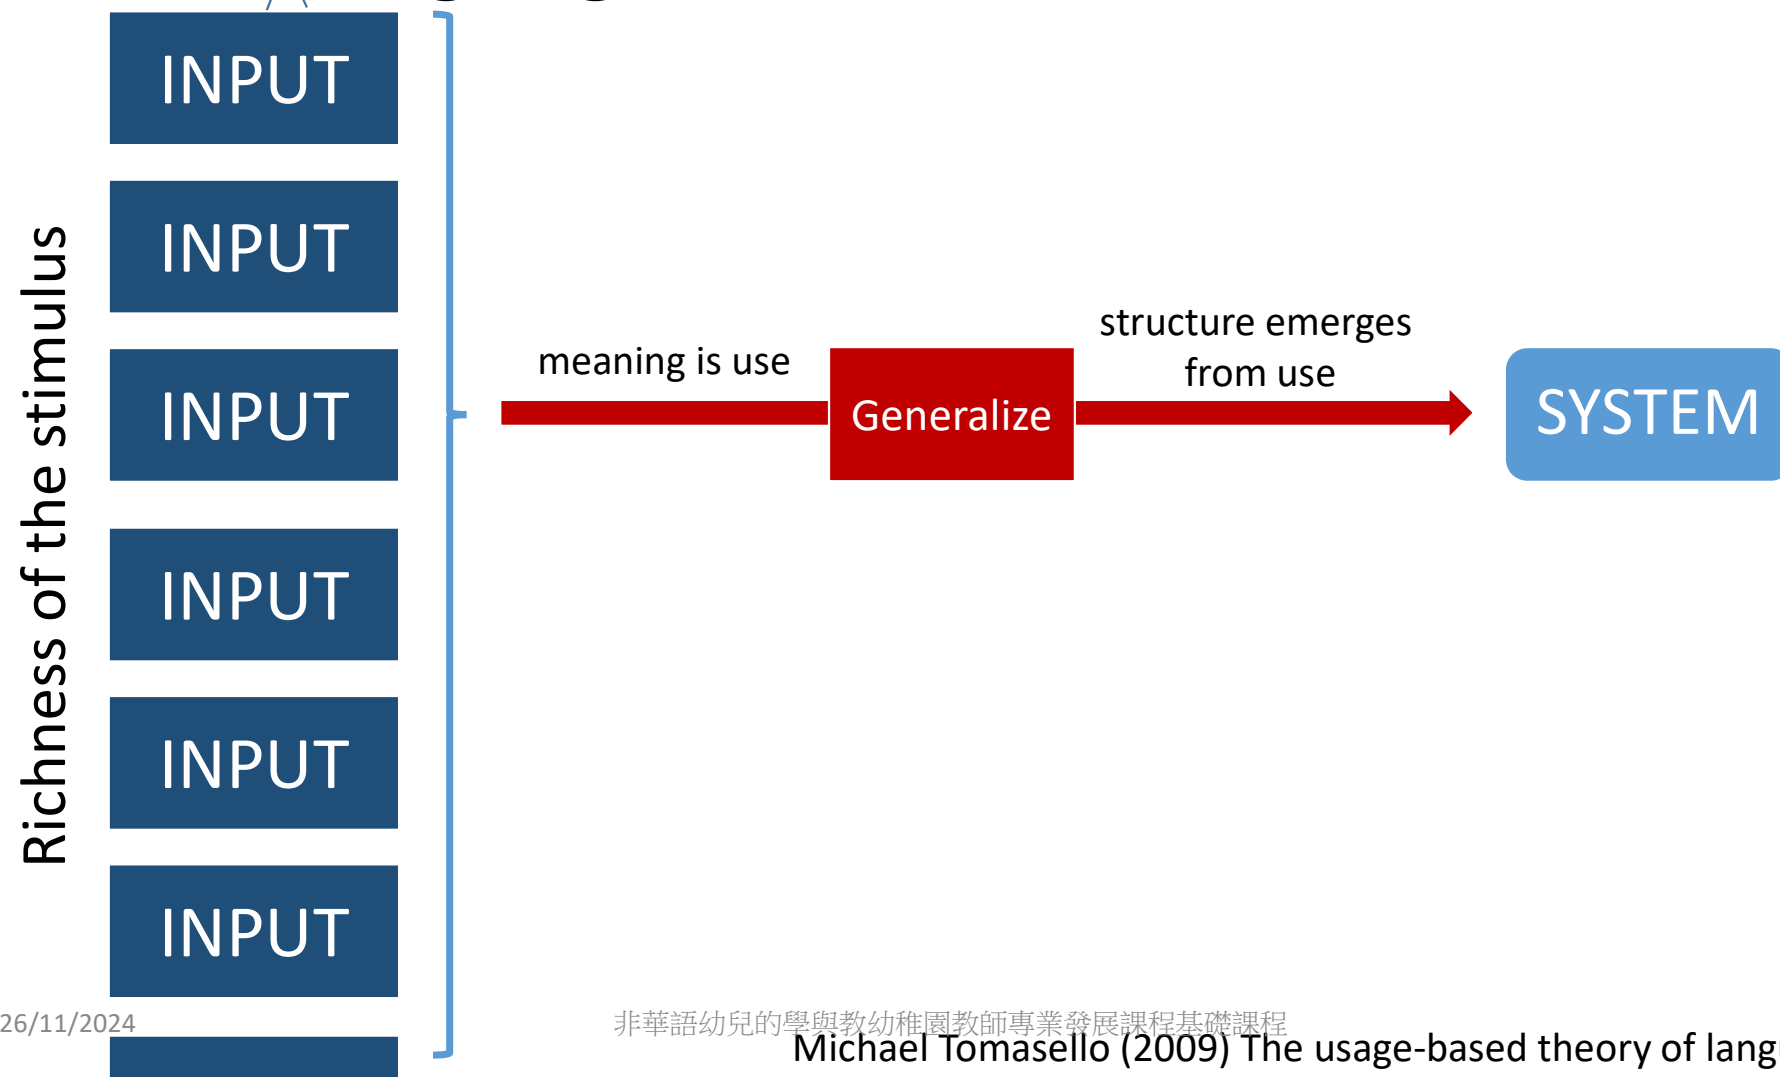 INPUT
INPUT
INPUT
INPUT
INPUT
INPUT
Richness of the stimulus
meaning is use
Generalize
structure emerges
from use
SYSTEM
26/11/2024
非華語幼兒的學與教幼稚園教師專業發展課程基礎課程
Michael Tomasello (2009) The usage-based theory of lang